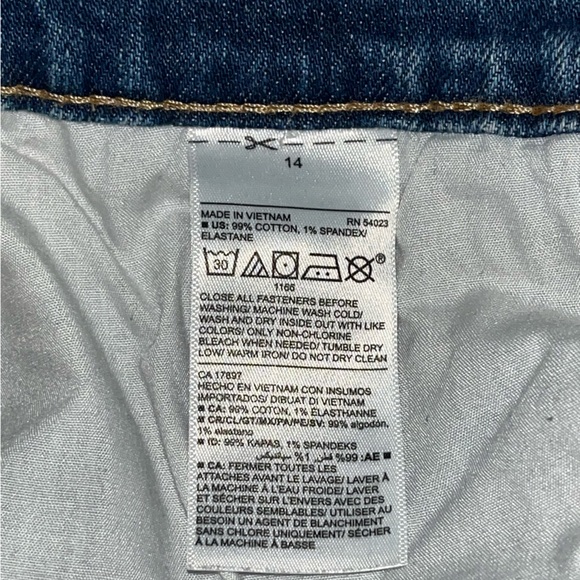 14
MADE IN VIETNAM RN 54023
■ US: 99% COTTON, 1% SPANDEX/
ELASTANE
30 ®
1166
CLOSE ALL FASTENERS BEFORE
WASHING/ MACHINE WASH COLD/
WASH AND DRY INSIDE OUT WITH LIKE
COLORS/ ONLY NON-CHLORINE
BLEACH WHEN NEEDED/ TUMBLE DRY
LOW/ WARM IRON/ DO NOT DRY CLEAN
CA 17897
HECHO EN VIETNAM CON INSUMOS
IMPORTADOS/ DIBUAT DI VIETNAM
■ CA: 99% COTON, 1% ÉLASTHANNE
■ CR/CL/GT/MX/PA/PE/SV: 99% algodón,
1% elastano
■ ID: 99% KAPAS, 1% SPANDEKS
■ AE: 99% قطن, 1% سباندیكس
■ CA: FERMER TOUTES LES
ATTACHES AVANT LE LAVAGE/ LAVER À
LA MACHINE À L'EAU FROIDE/ LAVER
ET SÉCHER SUR L'ENVERS AVEC DES
COULEURS SEMBLABLES/ UTILISER AU
BESOIN UN AGENT DE BLANCHIMENT
SANS CHLORE UNIQUEMENT/ SÉCHER
À LA MACHINE À BASSE